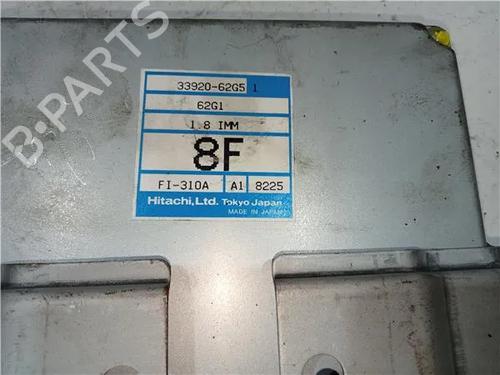 B-PARTS
33920-62G5 1
62G1
1.8 IMM
8F
FI-310A A1 8225
Hitachi, Ltd. Tokyo Japan
MADE IN JAPAN